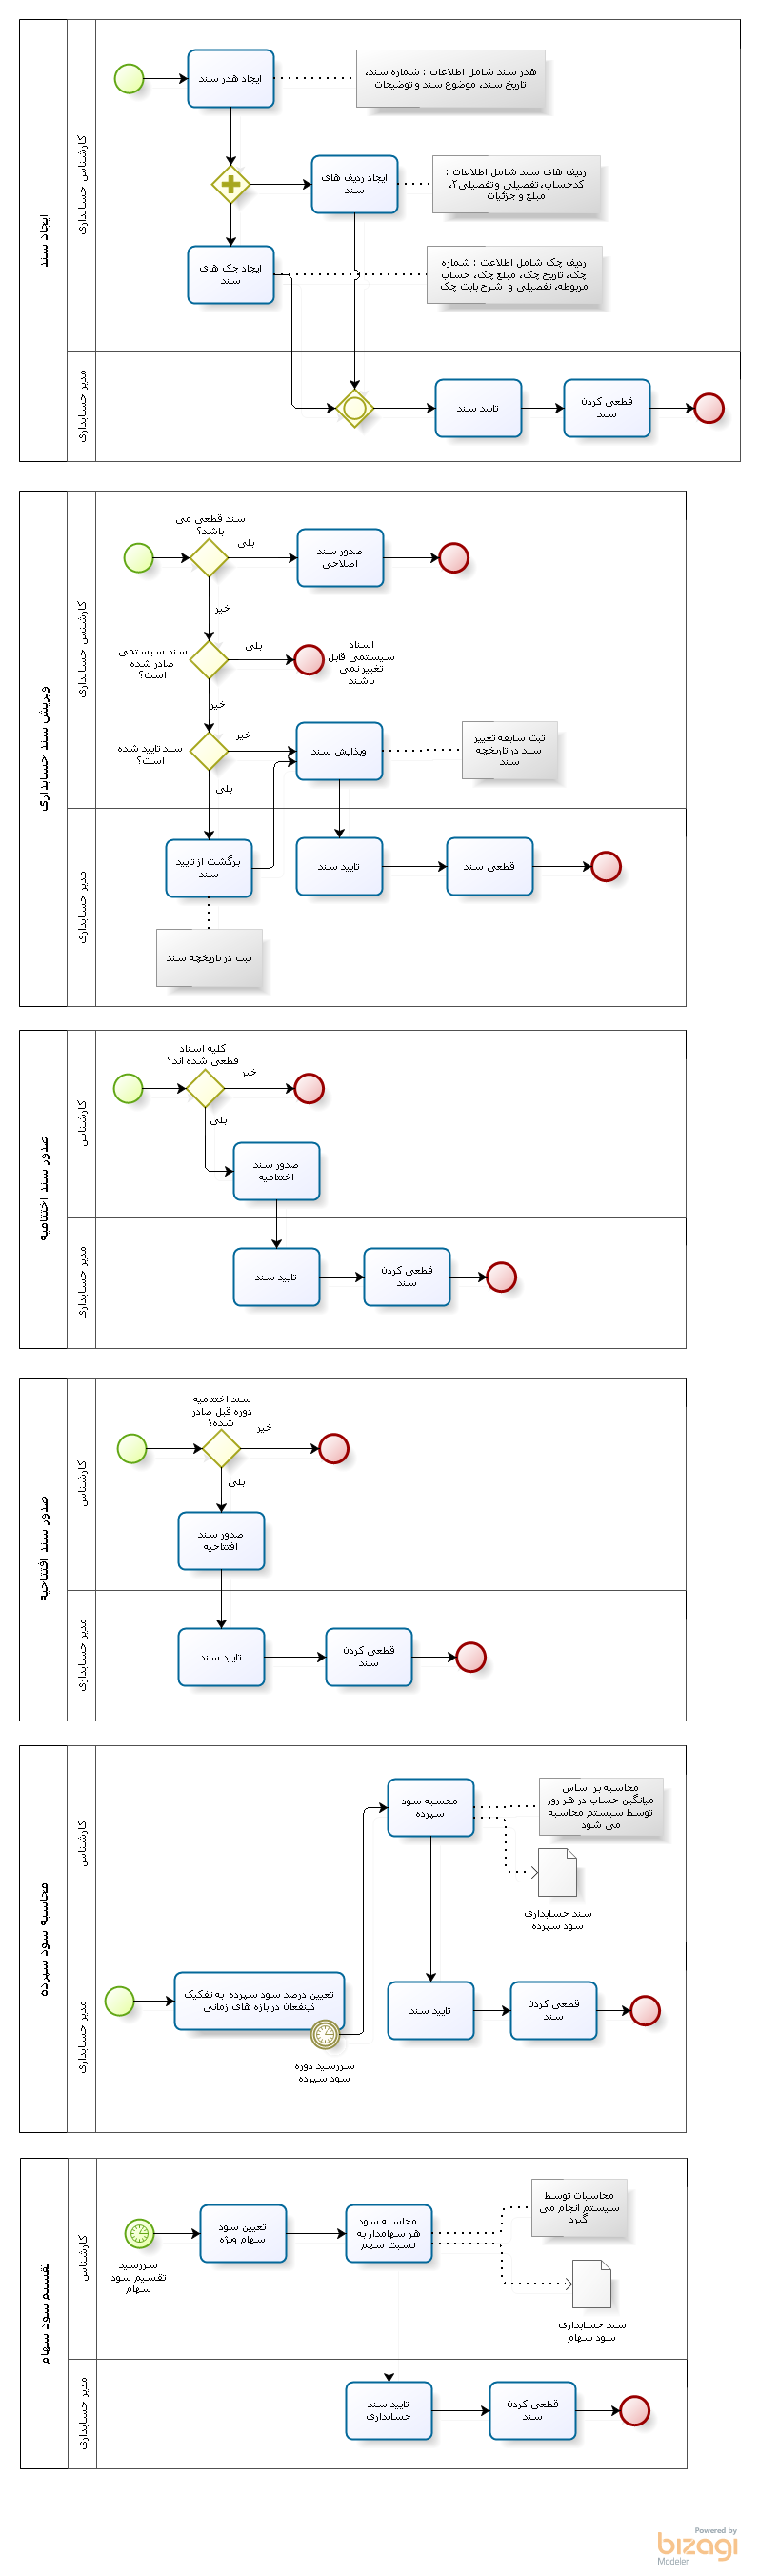 ایجاد سند
کارشناس حسابداری
مدیر حسابداری
ایجاد هدر سند
هدر سند شامل اطلاعات : شماره سند،
تاریخ سند، موضوع سند و توضیحات
ایجاد ردیف های
سند
ردیف های سند شامل اطلاعات :
کدحساب، تفصیلی و تفصیلی۲،
مبلغ و جزئیات
ایجاد چک های
سند
ردیف چک شامل اطلاعت : شماره
چک، تاریخ چک، مبلغ چک، حساب
مربوطه، تفصیلی و شرح بابت چک
تایید سند
قطعی کردن
سند
ویریش سند حسابداری
کارشنس حسابداری
مدیر حسابداری
سند قطعی می
باشد؟
بلی
صدور سند
اصلاحی
خیر
سند سیستمی
صادر شده
است؟
بلی
اسناد
سیستمی قابل
تغییر نمی
باشند
خیر
سند تایید شده
است؟
خیر
ویذایش سند
ثبت سابقه تغییر
سند در تاریخچه
سند
بلی
برگشت از تایید
سند
تایید سند
قطعی سند
ثبت در تاریخچه سند
صدور سند اختتامیه
کارشناس
مدیر حسابداری
کلیه اسناد
قطعی شده اند؟
خیر
بلی
صدور سند
اختتامیه
تایید سند
قطعی کردن
سند
صدور سند افتتاحیه
کارشناس
مدیر حسابداری
سند اختتامیه
دوره قبل صادر
شده؟
خیر
بلی
صدور سند
افتتاحیه
تایید سند
قطعی کردن
سند
محاسبه سود سپرده
کارشناس
مدیر حسابداری
محسبه سود
سپرده
محاسبه بر اساس
میانگین حساب در هر روز
توسط سیستم محاسبه
می شود
سند حسابداری
سود سپرده
تعیین درصد سود سپرده به تفکیک
ذینفعان در بازه های زمانی
سررسید دوره
سود سپرده
تایید سند
قطعی کردن
سند
تقسیم سود سهام
کارشناس
مدیر حسابداری
سررسید
تقسیم سود
سهام
تعیین سود
سهام ویژه
محاسبه سود
هر سهامدار به
نسبت سهم
محاسبات توسط
سیستم انجام می
گیرد
سند حسابداری
سود سهام
تایید سند
حسابداری
قطعی کردن
سند
Powered by
bizagi
Modeler